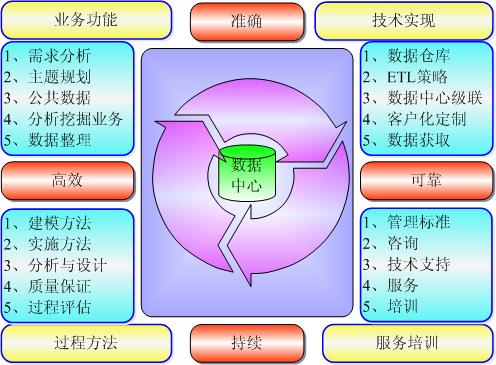 业务功能
准确
技术实现
1、需求分析
2、主题规划
3、公共数据
4、分析挖掘业务
5、数据整理
1、数据仓库
2、ETL策略
3、数据中心级联
4、客户化定制
5、数据获取
数据
中心
高效
可靠
1、建模方法
2、实施方法
3、分析与设计
4、质量保证
5、过程评估
1、管理标准
2、咨询
3、技术支持
4、服务
5、培训
过程方法
持续
服务培训